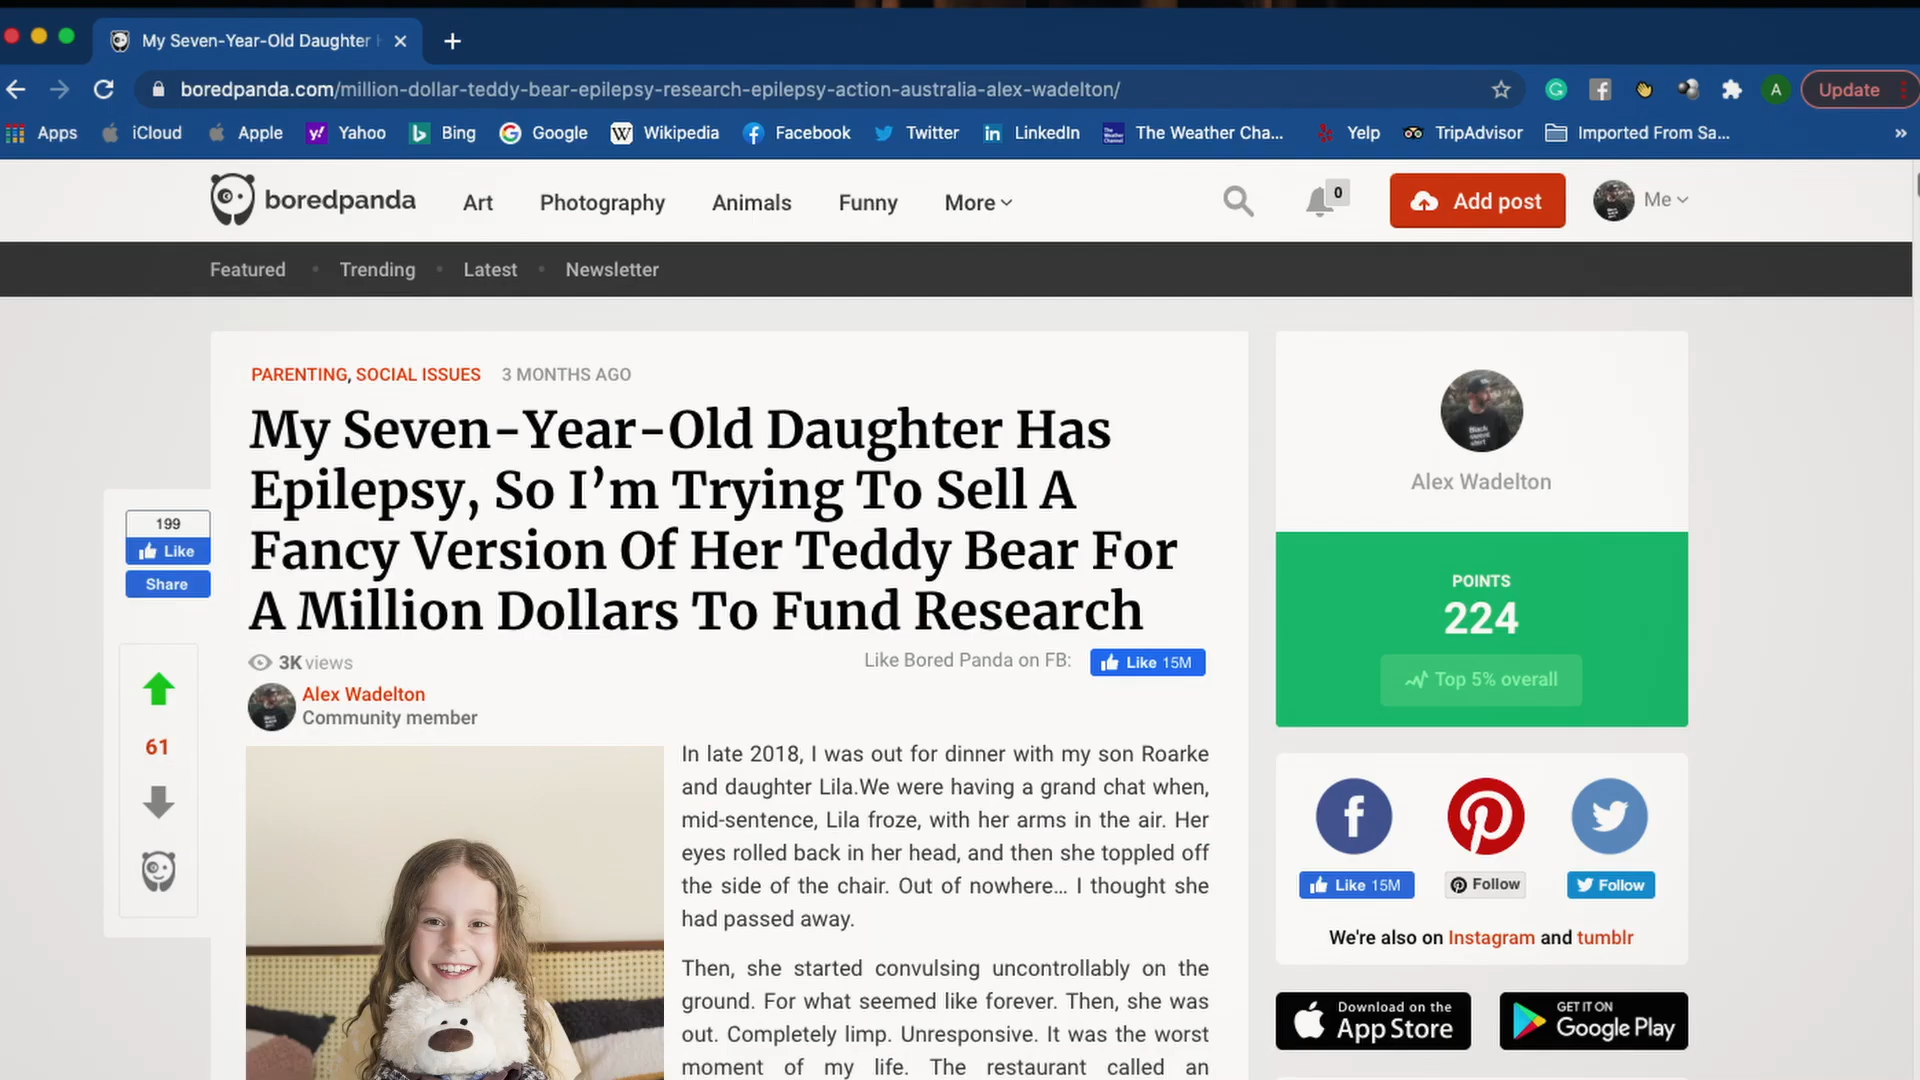 My Seven-Year-Old Daughter
boredpanda.com/million-dollar-teddy-bear-epilepsy-research-epilepsy-action-australia-alex-wadelton/
A
Update
Apps
iCloud
Apple
Yahoo
Bing
Google
Wikipedia
Facebook
Twitter
LinkedIn
The Weather Cha...
Yelp
TripAdvisor
Imported From Sa...
boredpanda
Art
Photography
Animals
Funny
More
0
Add post
Me
Featured
Trending
Latest
Newsletter
PARENTING, SOCIAL ISSUES 3 MONTHS AGO
My Seven-Year-Old Daughter Has
Epilepsy, So I’m Trying To Sell A
Fancy Version Of Her Teddy Bear For
A Million Dollars To Fund Research
199
Like
Share
61
3K views
Like Bored Panda on FB:
Like 15M
Alex Wadelton
Community member
In late 2018, I was out for dinner with my son Roarke
and daughter Lila.We were having a grand chat when,
mid-sentence, Lila froze, with her arms in the air. Her
eyes rolled back in her head, and then she toppled off
the side of the chair. Out of nowhere… I thought she
had passed away.
Then, she started convulsing uncontrollably on the
ground. For what seemed like forever. Then, she was
out. Completely limp. Unresponsive. It was the worst
moment of my life. The restaurant called an
Black
sweat
shirt
Alex Wadelton
POINTS
224
Top 5% overall
Like 15M
Follow
Follow
We're also on Instagram and tumblr
Download on the
App Store
GET IT ON
Google Play